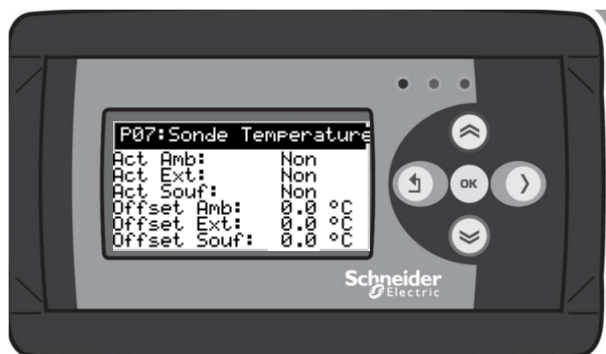 P07:Sonde Temperature
Act Amb: Non
Act Ext: Non
Act Souf: Non
Offset Amb: 0.0 °C
Offset Ext: 0.0 °C
Offset Souf: 0.0 °C
OK
Schneider
Electric